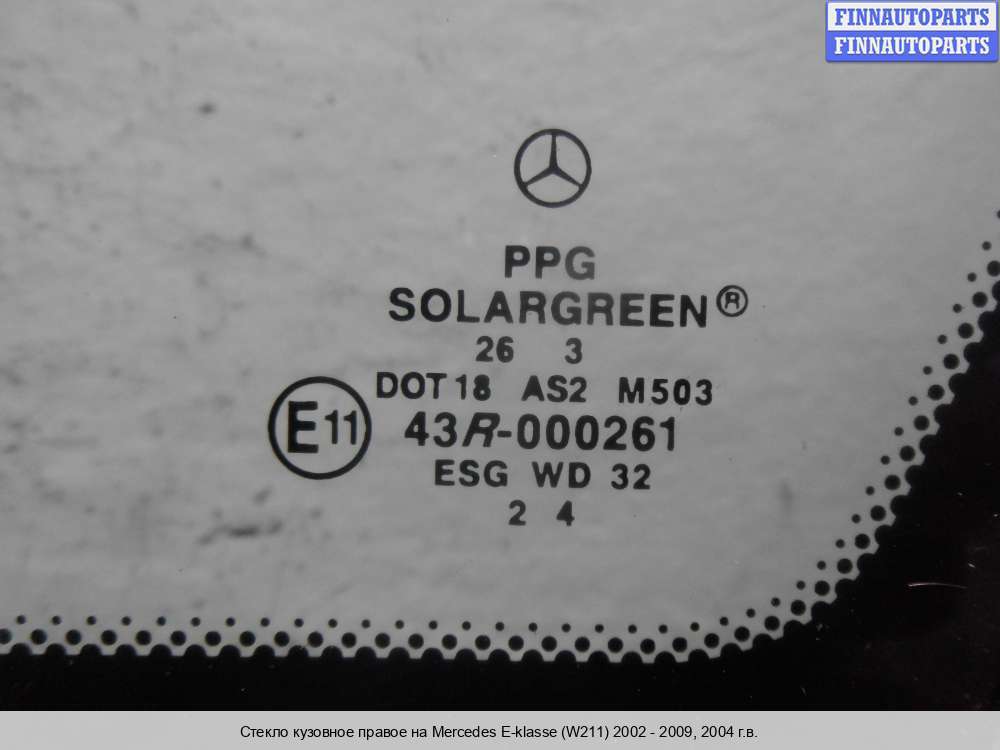 FINNAUTOPARTS
FINNAUTOPARTS
PPG
SOLARGREEN®
26 3
DOT 18 AS2 M503
E11 43R-000261
ESG WD 32
2 4
Стекло кузовное правое на Mercedes E-klasse (W211) 2002 - 2009, 2004 г.в.